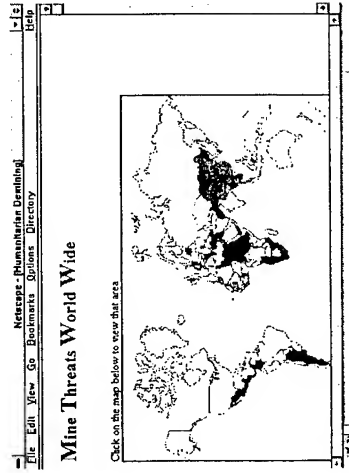 Netscape - [Humanitarian Demining]
File Edit View Go Bookmarks Options Directory Help
Mine Threats World Wide
Click on the map below to view that area